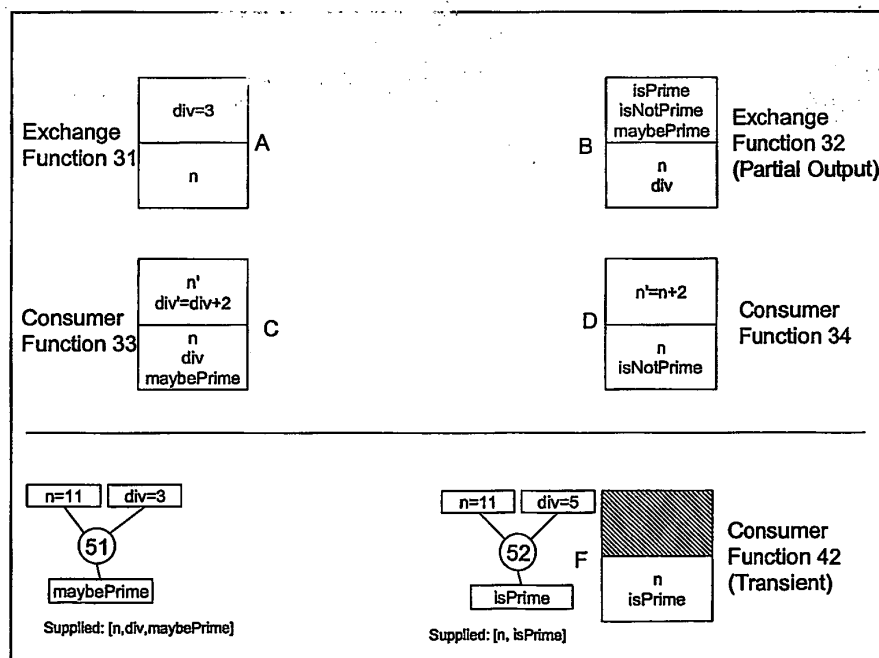 Exchange
Function 31
div=3
n
A
B
isPrime
isNotPrime
maybePrime
n
div
Exchange
Function 32
(Partial Output)
Consumer
Function 33
n'
div'=div+2
n
div
maybePrime
C
D
n'=n+2
n
isNotPrime
Consumer
Function 34
n=11
div=3
51
maybePrime
Supplied: [n,div,maybePrime]
n=11
div=5
52
isPrime
Supplied: [n, isPrime]
F
n
isPrime
Consumer
Function 42
(Transient)